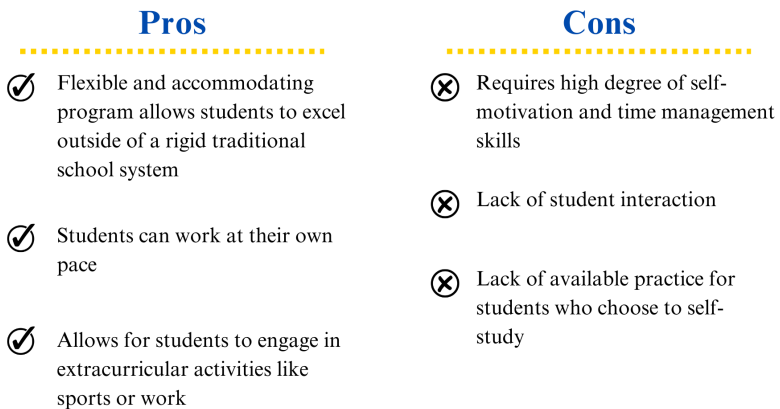 Pros
Flexible and accommodating
program allows students to excel
outside of a rigid traditional
school system
Students can work at their own
pace
Allows for students to engage in
extracurricular activities like
sports or work
Cons
Requires high degree of self-
motivation and time management
skills
Lack of student interaction
Lack of available practice for
students who choose to self-
study